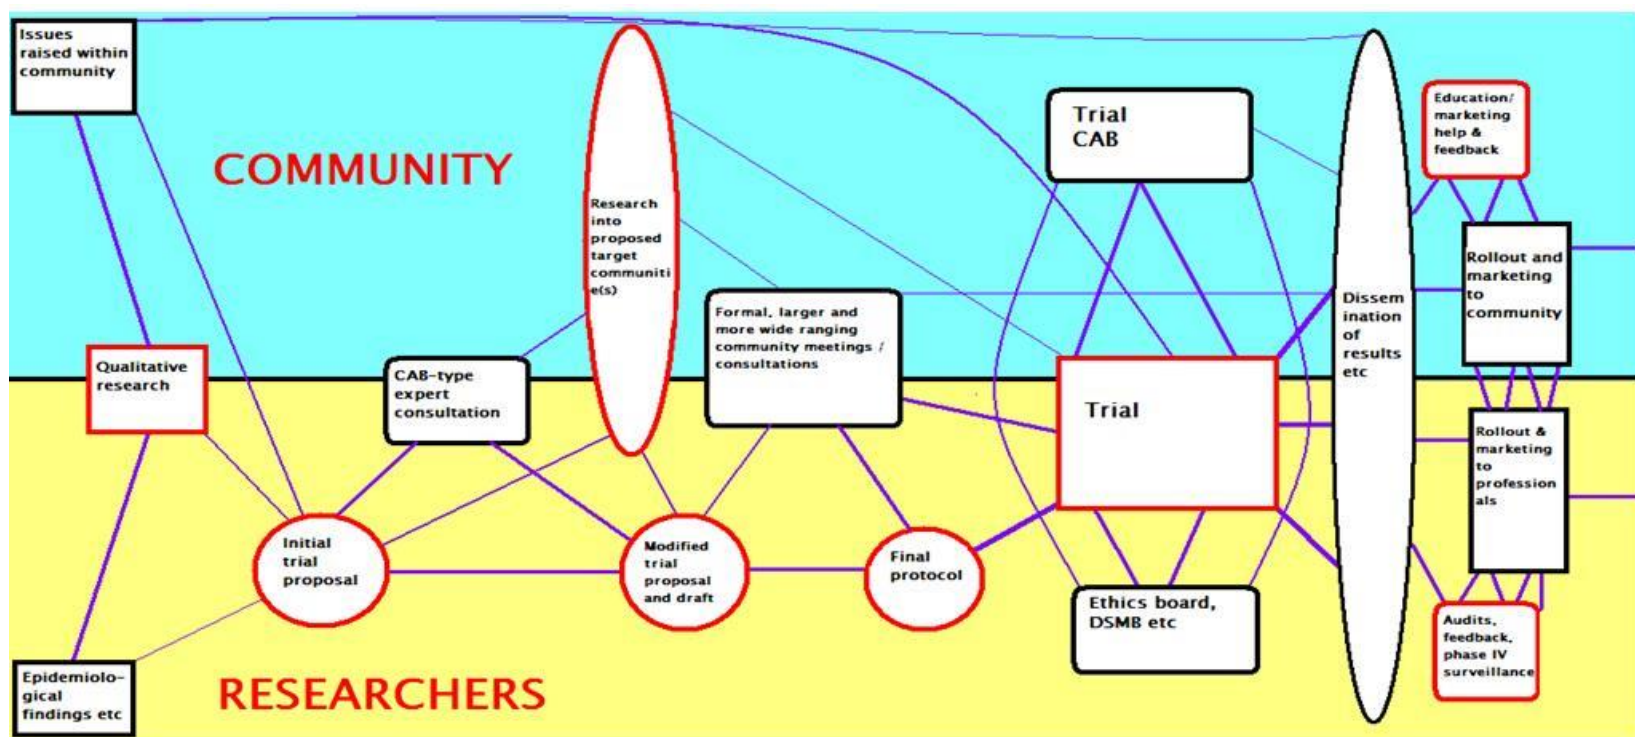 Issues
raised within
community
COMMUNITY
Qualitative
research
Epidemiolo-
gical
findings etc
RESEARCHERS
Initial
trial
proposal
CAB-type
expert
consultation
Research
into
proposed
target
communiti
e(s)
Modified
trial
proposal
and draft
Formal, larger and
more wide ranging
community meetings /
consultations
Final
protocol
Trial
CAB
Trial
Ethics board,
DSMB etc
Dissem
ination
of
results
etc
Education/
marketing
help &
feedback
Rollout and
marketing
to
community
Rollout &
marketing
to
profession
als
Audits,
feedback,
phase IV
surveillance